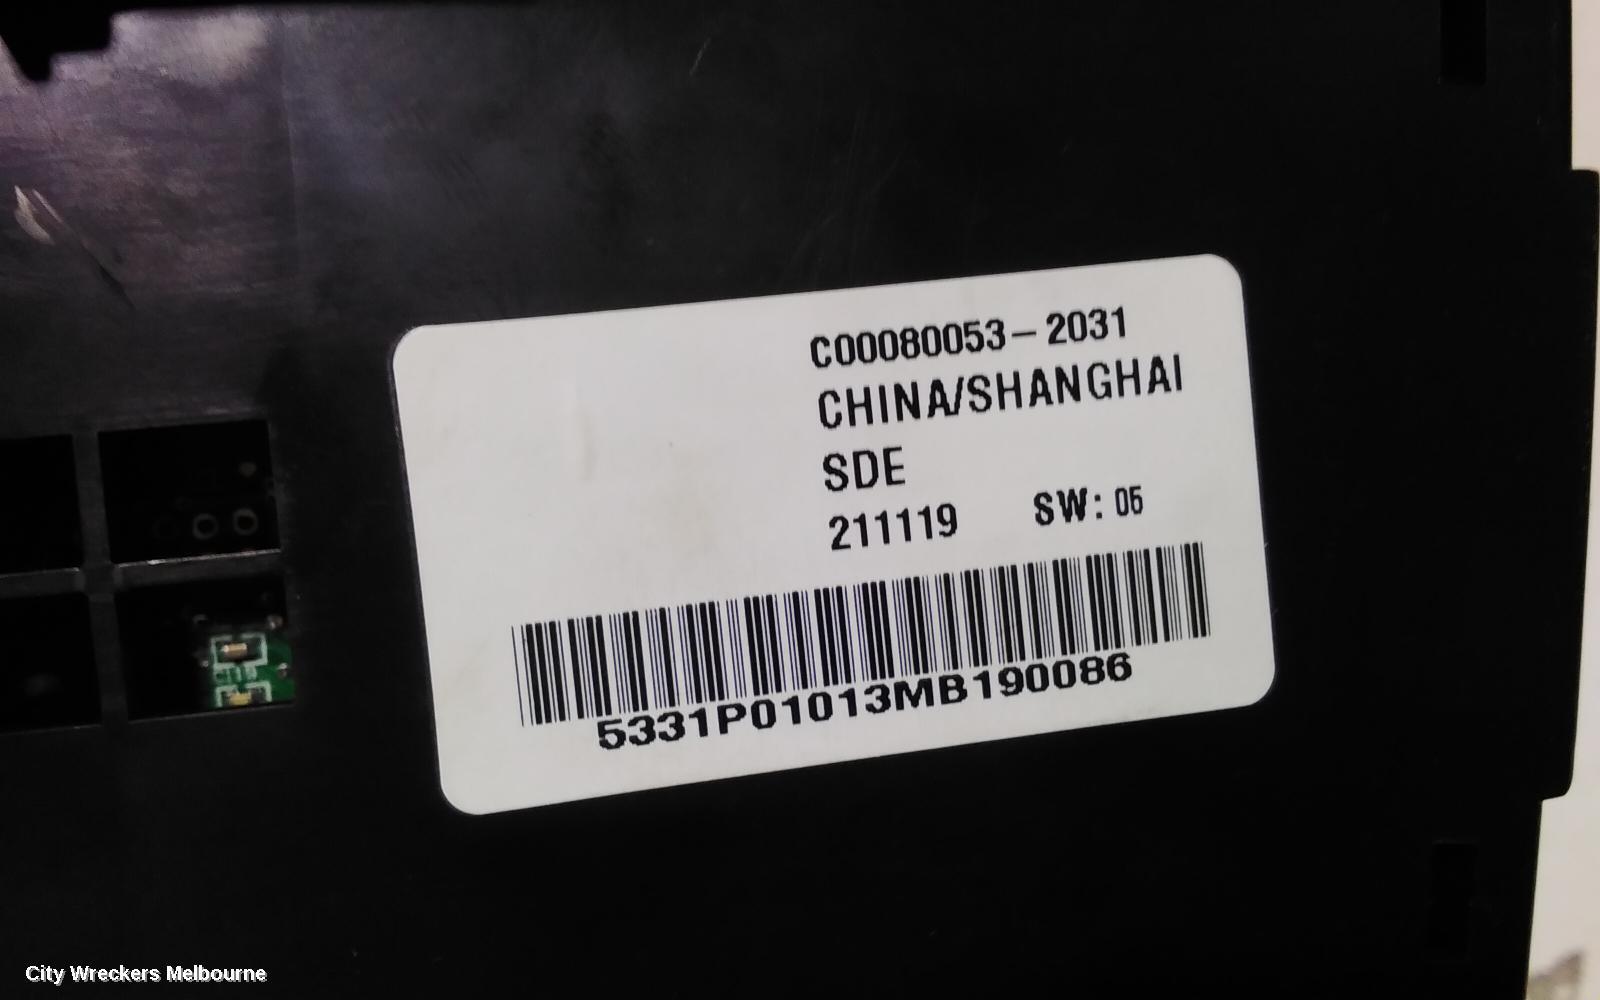 C00080053-2031
CHINA/SHANGHAI
SDE
211119 SW: 05
5331P01013MB190086
City Wreckers Melbourne